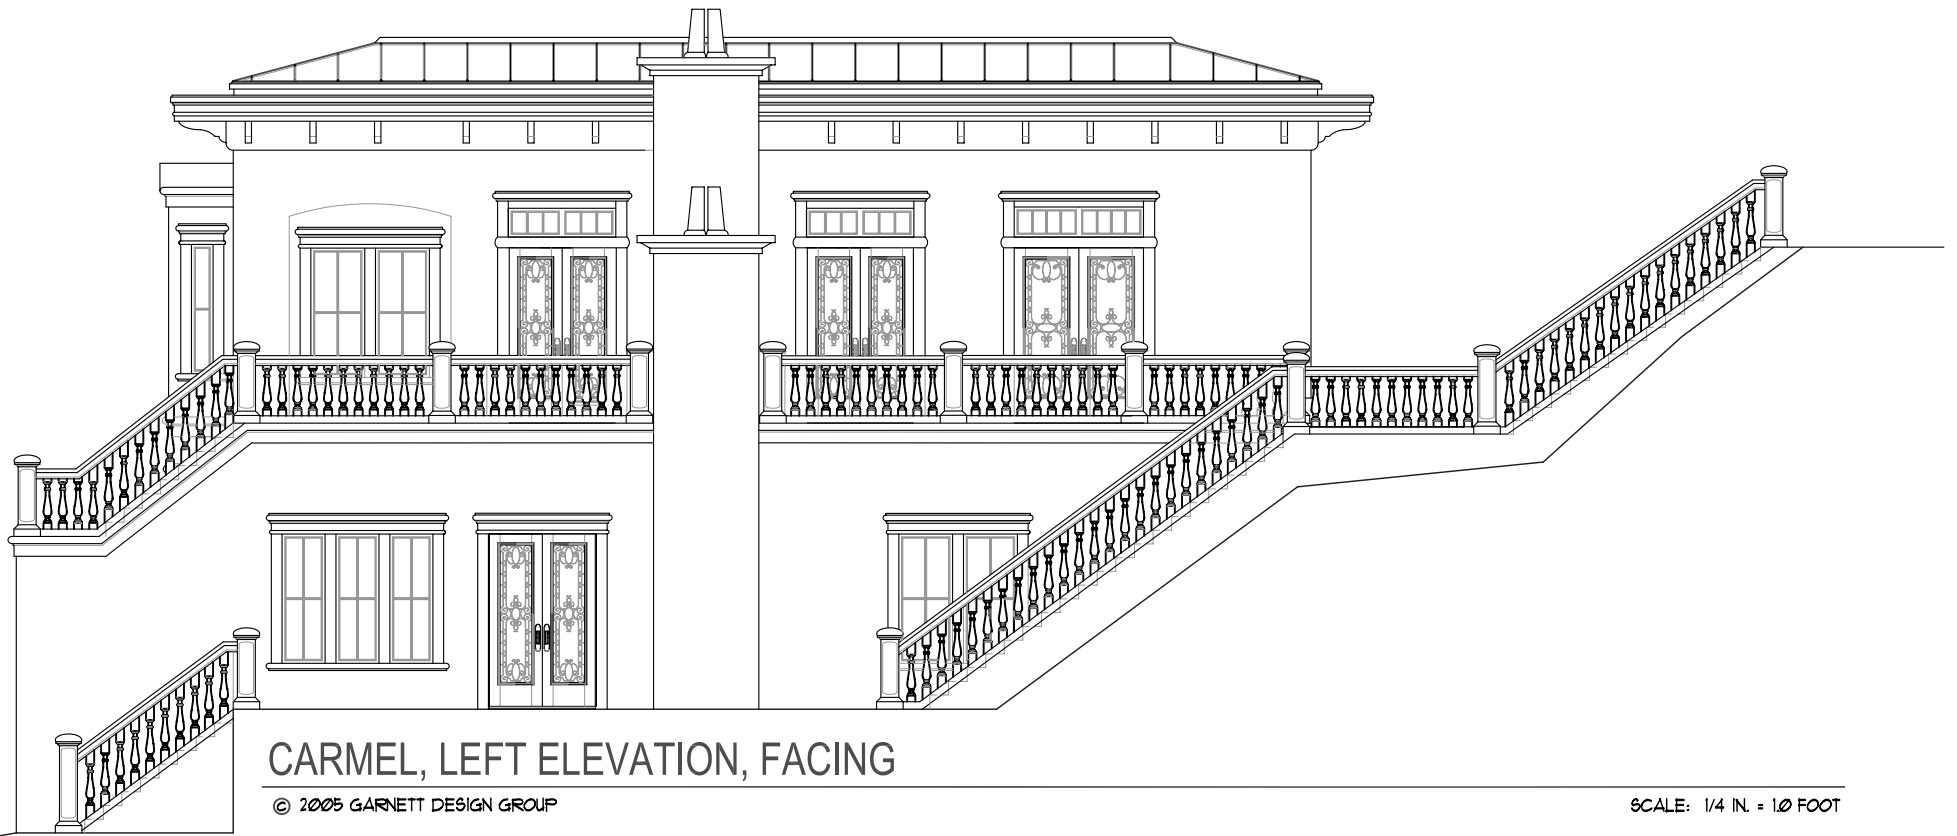 CARMEL, LEFT ELEVATION, FACING
© 2005 GARNETT DESIGN GROUP
SCALE: 1/4 IN. = 1.0 FOOT